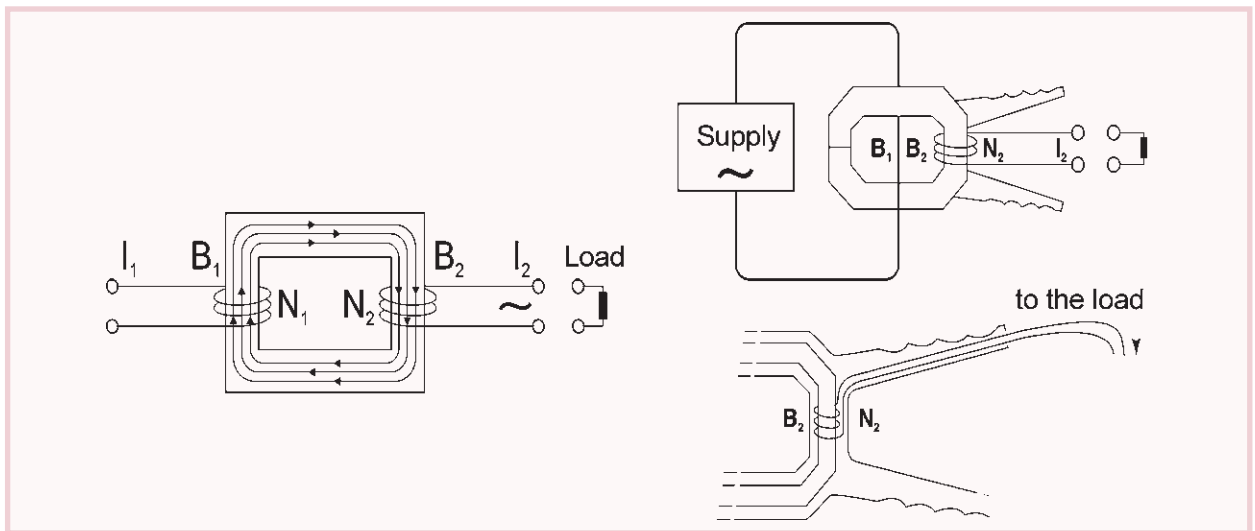 I₁ B₁ N₁ N₂ B₂ I₂ Load
~
Supply
~
B₁ B₂ N₂ I₂
to the load
B₂ N₂